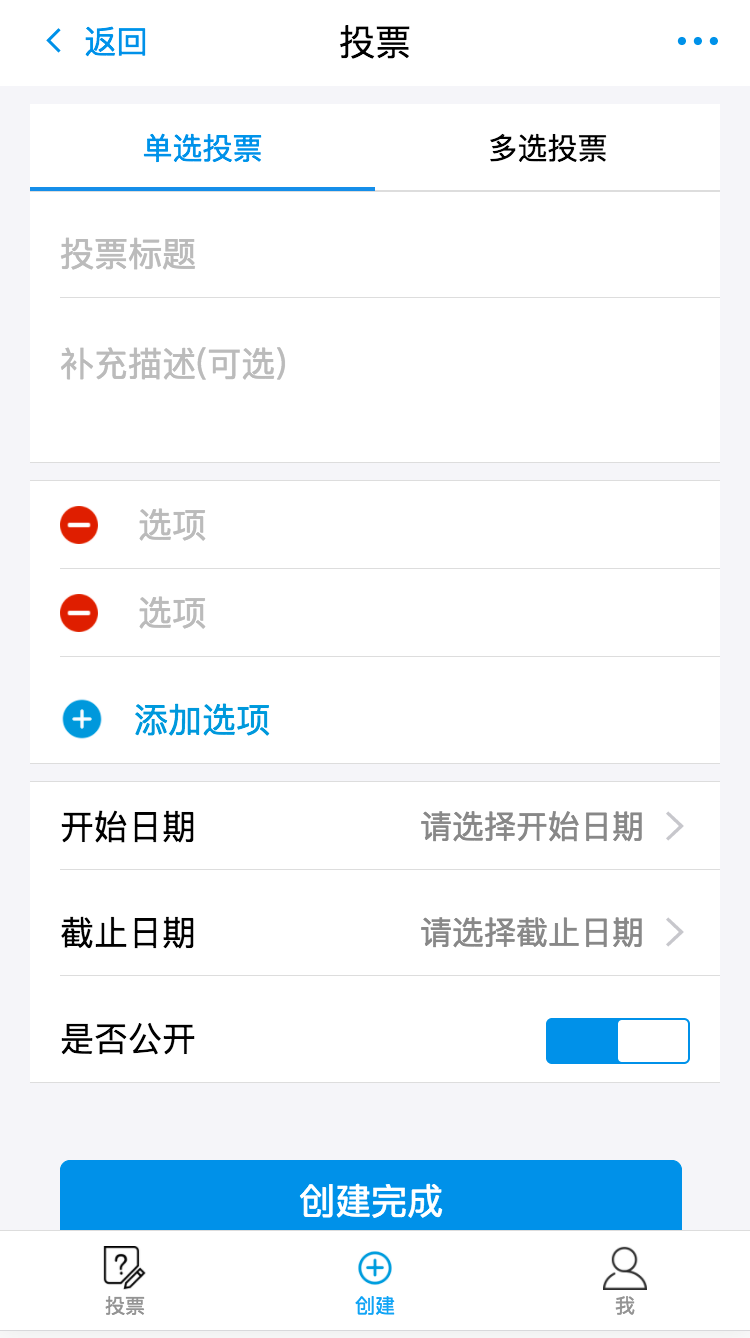 返回 投票
单选投票 多选投票
投票标题
补充描述(可选)
选项
选项
添加选项
开始日期 请选择开始日期
截止日期 请选择截止日期
是否公开
创建完成
投票 创建 我